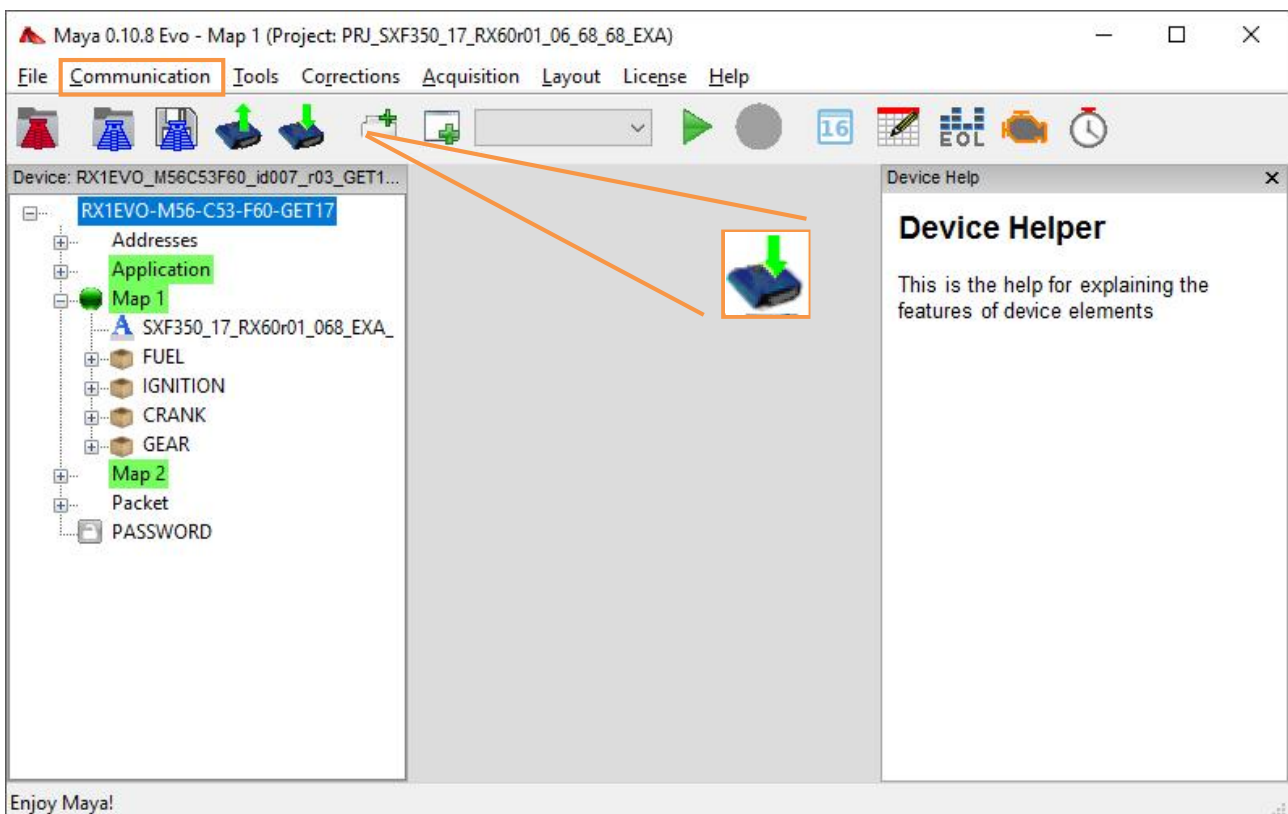 Maya 0.10.8 Evo - Map 1 (Project: PRJ_SXF350_17_RX60r01_06_68_68_EXA)
File Communication Tools Corrections Acquisition Layout License Help
16 EOL
Device: RX1EVO_M56C53F60_id007_r03_GET1...
RX1EVO-M56-C53-F60-GET17
Addresses
Application
Map 1
A SXF350_17_RX60r01_068_EXA_
FUEL
IGNITION
CRANK
GEAR
Map 2
Packet
PASSWORD
Device Help
Device Helper
This is the help for explaining the
features of device elements
Enjoy Maya!